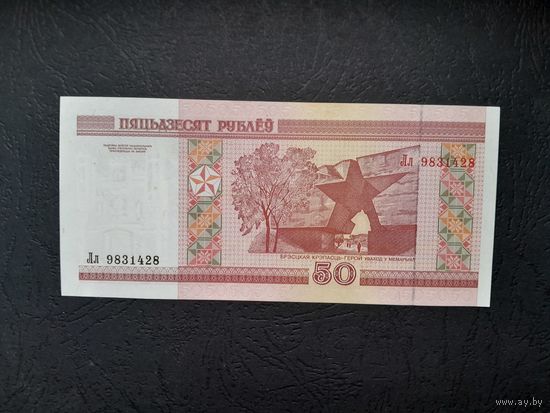 ПЯЦЬДЗЕСЯТ РУБЛЁЎ
Лл 9831428
Лл 9831428
БРЭСЦКАЯ КРЭПАСЦЬ-ГЕРОЙ УВАХОД У МЕМАРЫЯЛ
50
www.ay.by